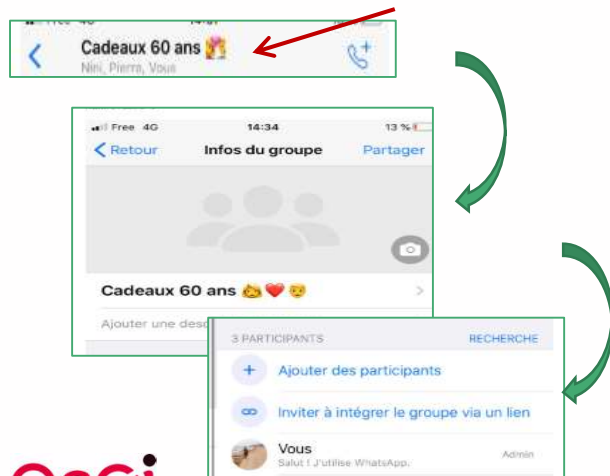 Cadeaux 60 ans
Nini, Pierre, Vous
Free 4G 14:34 13 %
Retour Infos du groupe Partager
Cadeaux 60 ans 👩❤️👨
Ajouter une desc
3 PARTICIPANTS RECHERCHE
Ajouter des participants
Inviter à intégrer le groupe via un lien
Vous
Salut ! J'utilise WhatsApp. Admin